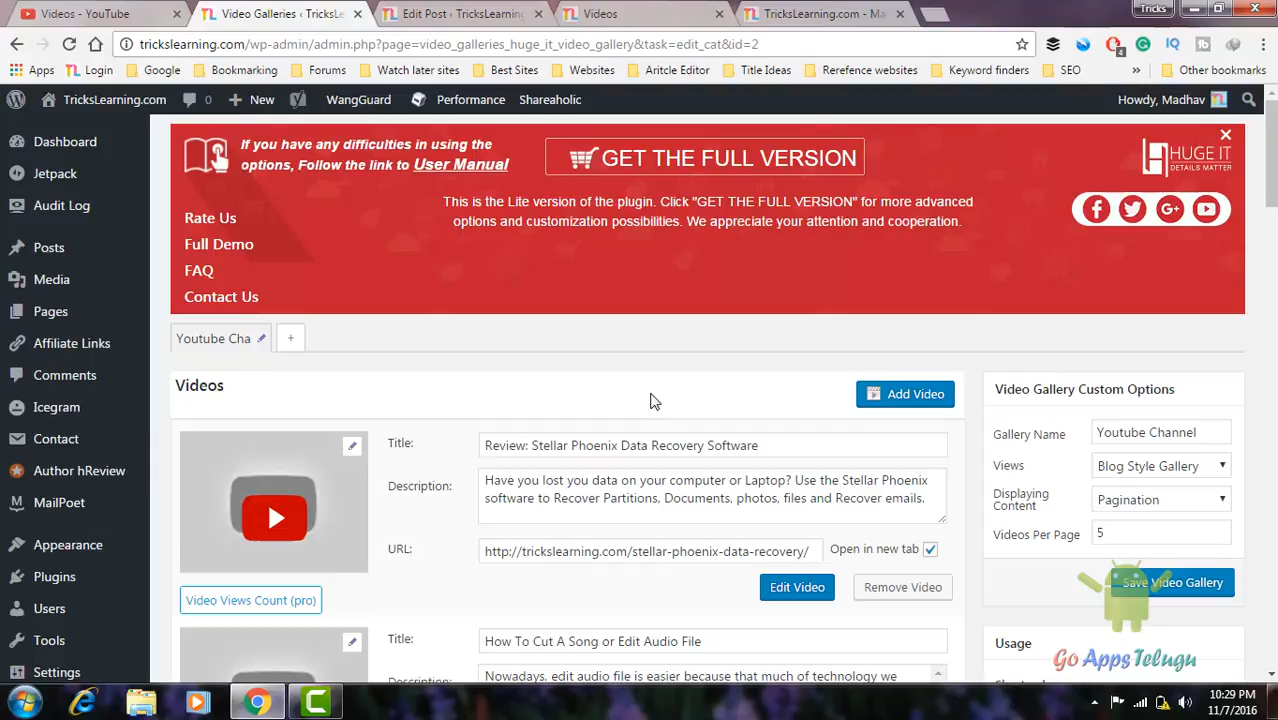 Videos - YouTube
Video Galleries ‹ TricksLe
Edit Post ‹ TricksLearning
Videos
TricksLearning.com - Ma
Tricks
trickslearning.com/wp-admin/admin.php?page=video_galleries_huge_it_video_gallery&task=edit_cat&id=2
4
Apps
Login
Google
Bookmarking
Forums
Watch later sites
Best Sites
Websites
Aritcle Editor
Title Ideas
Rerefence websites
Keyword finders
SEO
»
Other bookmarks
TricksLearning.com
0
New
WangGuard
Performance
Shareaholic
Howdy, Madhav
Dashboard
Jetpack
Audit Log
Posts
Media
Pages
Affiliate Links
Comments
Icegram
Contact
Author hReview
MailPoet
Appearance
Plugins
Users
Tools
Settings
If you have any difficulties in using the
options, Follow the link to User Manual
GET THE FULL VERSION
HUGE IT
DETAILS MATTER
This is the Lite version of the plugin. Click "GET THE FULL VERSION" for more advanced
options and customization possibilities. We appreciate your attention and cooperation.
Rate Us
Full Demo
FAQ
Contact Us
Youtube Cha
+
Videos
Add Video
Title:
Review: Stellar Phoenix Data Recovery Software
Description:
Have you lost you data on your computer or Laptop? Use the Stellar Phoenix
software to Recover Partitions, Documents, photos, files and Recover emails.
URL:
http://trickslearning.com/stellar-phoenix-data-recovery/
Open in new tab
Edit Video
Remove Video
Video Views Count (pro)
Title:
How To Cut A Song or Edit Audio File
Description:
Nowadays, edit audio file is easier because that much of technology we
Video Gallery Custom Options
Gallery Name
Youtube Channel
Views
Blog Style Gallery
Displaying
Content
Pagination
Videos Per Page
5
Save Video Gallery
Usage
Go Apps Telugu
10:29 PM
11/7/2016